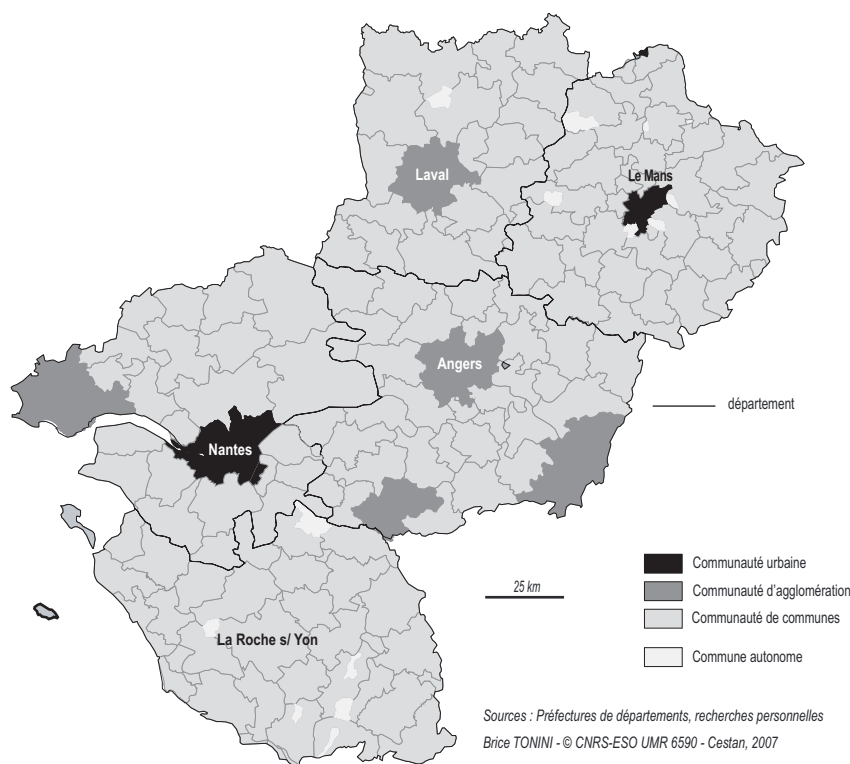 Laval
Le Mans
Angers
département
Nantes
Communauté urbaine
Communauté d'agglomération
25 km
Communauté de communes
La Roche s/ Yon
Commune autonome
Sources : Préfectures de départements, recherches personnelles
Brice TONINI - © CNRS-ESO UMR 6590 - Cestan, 2007